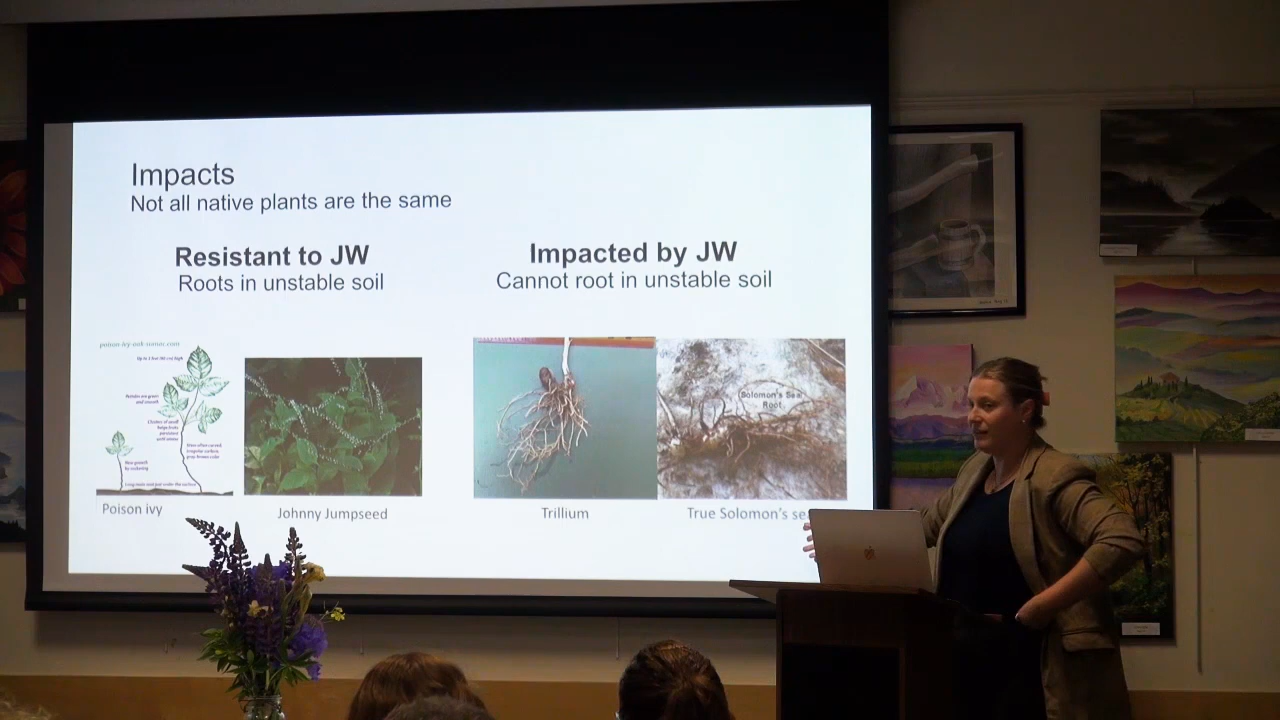 Impacts
Not all native plants are the same
Resistant to JW
Roots in unstable soil
Impacted by JW
Cannot root in unstable soil
poison-ivy-oak-sumac.com
Solomon's Sea
Root
Poison ivy
Johnny Jumpseed
Trillium
True Solomon's se